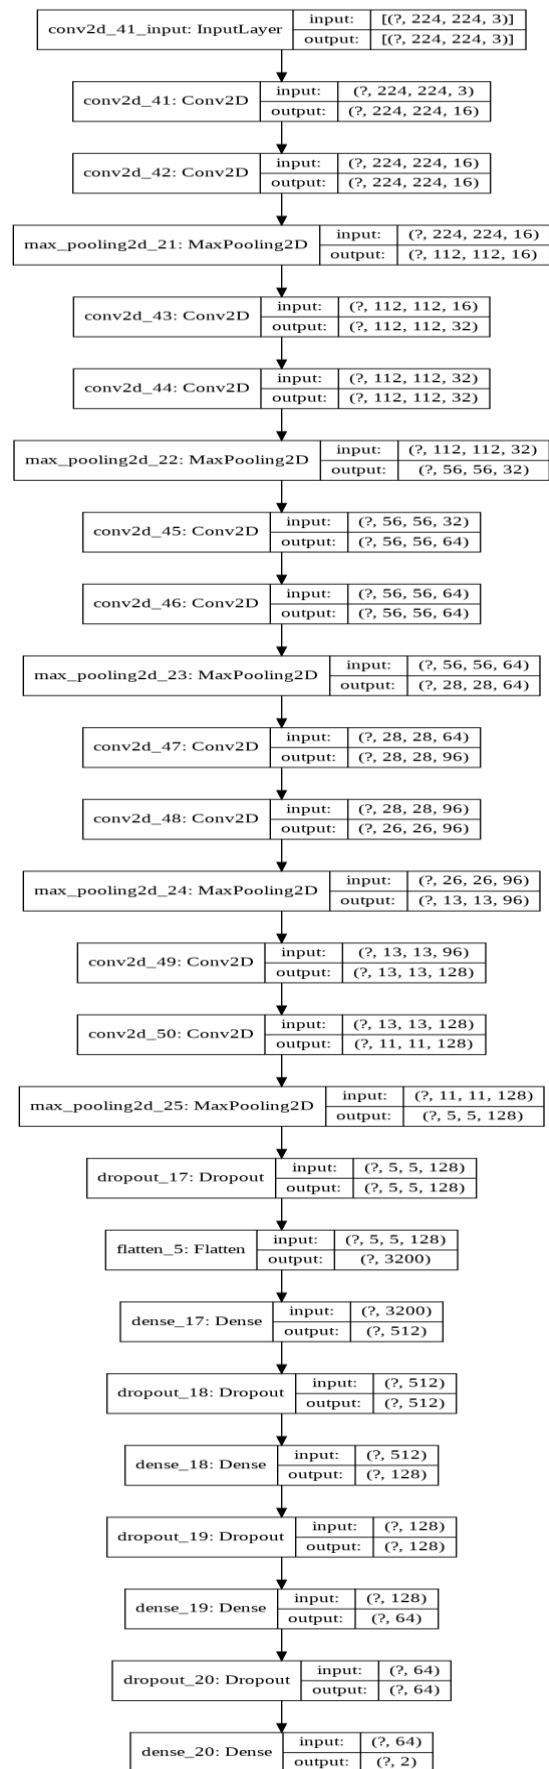 conv2d_41_input: InputLayer input: [(?, 224, 224, 3)]
output: [(?, 224, 224, 3)]
conv2d_41: Conv2D input: (?, 224, 224, 3)
output: (?, 224, 224, 16)
conv2d_42: Conv2D input: (?, 224, 224, 16)
output: (?, 224, 224, 16)
max_pooling2d_21: MaxPooling2D input: (?, 224, 224, 16)
output: (?, 112, 112, 16)
conv2d_43: Conv2D input: (?, 112, 112, 16)
output: (?, 112, 112, 32)
conv2d_44: Conv2D input: (?, 112, 112, 32)
output: (?, 112, 112, 32)
max_pooling2d_22: MaxPooling2D input: (?, 112, 112, 32)
output: (?, 56, 56, 32)
conv2d_45: Conv2D input: (?, 56, 56, 32)
output: (?, 56, 56, 64)
conv2d_46: Conv2D input: (?, 56, 56, 64)
output: (?, 56, 56, 64)
max_pooling2d_23: MaxPooling2D input: (?, 56, 56, 64)
output: (?, 28, 28, 64)
conv2d_47: Conv2D input: (?, 28, 28, 64)
output: (?, 28, 28, 96)
conv2d_48: Conv2D input: (?, 28, 28, 96)
output: (?, 26, 26, 96)
max_pooling2d_24: MaxPooling2D input: (?, 26, 26, 96)
output: (?, 13, 13, 96)
conv2d_49: Conv2D input: (?, 13, 13, 96)
output: (?, 13, 13, 128)
conv2d_50: Conv2D input: (?, 13, 13, 128)
output: (?, 11, 11, 128)
max_pooling2d_25: MaxPooling2D input: (?, 11, 11, 128)
output: (?, 5, 5, 128)
dropout_17: Dropout input: (?, 5, 5, 128)
output: (?, 5, 5, 128)
flatten_5: Flatten input: (?, 5, 5, 128)
output: (?, 3200)
dense_17: Dense input: (?, 3200)
output: (?, 512)
dropout_18: Dropout input: (?, 512)
output: (?, 512)
dense_18: Dense input: (?, 512)
output: (?, 128)
dropout_19: Dropout input: (?, 128)
output: (?, 128)
dense_19: Dense input: (?, 128)
output: (?, 64)
dropout_20: Dropout input: (?, 64)
output: (?, 64)
dense_20: Dense input: (?, 64)
output: (?, 2)